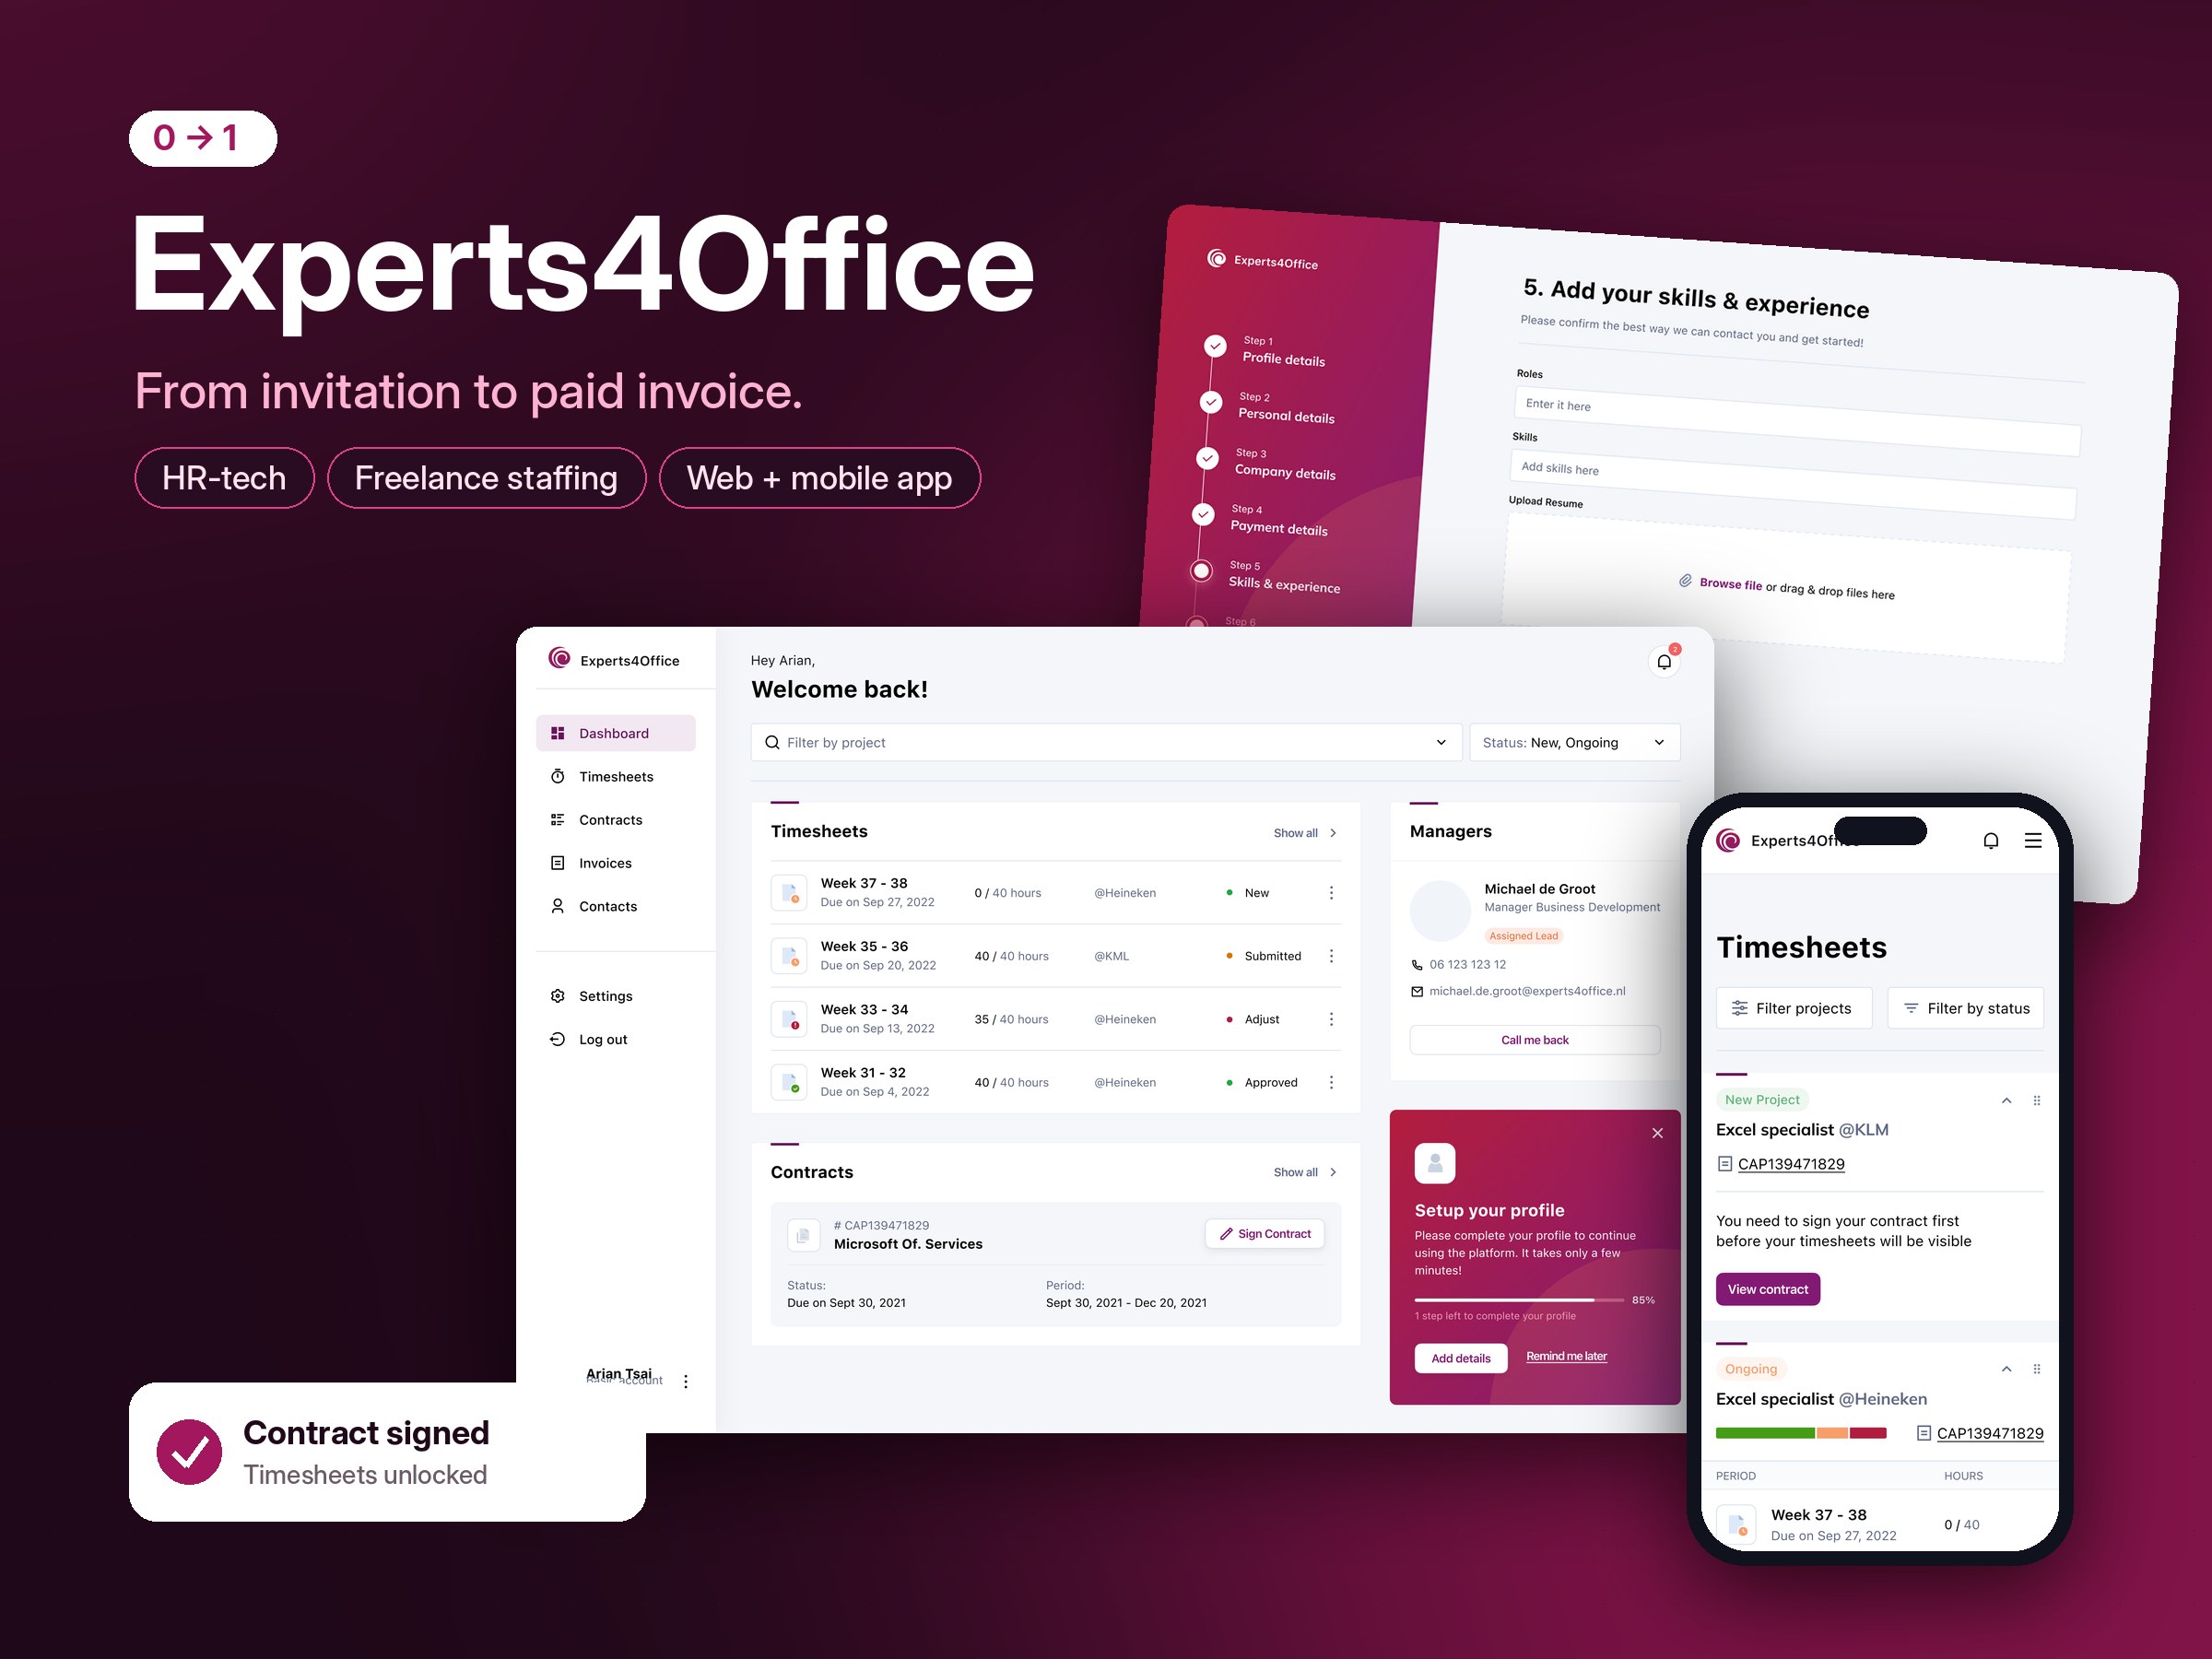 0 → 1
Experts4Office
From invitation to paid invoice.
HR-tech
Freelance staffing
Web + mobile app
Experts4Office
Step 1
Profile details
Step 2
Personal details
Step 3
Company details
Step 4
Payment details
Step 5
Skills & experience
Step 6
5. Add your skills & experience
Please confirm the best way we can contact you and get started!
Roles
Enter it here
Skills
Add skills here
Upload Resume
Browse file or drag & drop files here
Experts4Office
Dashboard
Timesheets
Contracts
Invoices
Contacts
Settings
Log out
Arian Tsai
Basic account
Hey Arian,
Welcome back!
2
Filter by project
Status: New, Ongoing
Timesheets
Show all
Week 37 - 38
Due on Sep 27, 2022
0 / 40 hours
@Heineken
New
Week 35 - 36
Due on Sep 20, 2022
40 / 40 hours
@KML
Submitted
Week 33 - 34
Due on Sep 13, 2022
35 / 40 hours
@Heineken
Adjust
Week 31 - 32
Due on Sep 4, 2022
40 / 40 hours
@Heineken
Approved
Contracts
Show all
# CAP139471829
Microsoft Of. Services
Sign Contract
Status:
Due on Sept 30, 2021
Period:
Sept 30, 2021 - Dec 20, 2021
Managers
Michael de Groot
Manager Business Development
Assigned Lead
06 123 123 12
michael.de.groot@experts4office.nl
Call me back
Setup your profile
Please complete your profile to continue
using the platform. It takes only a few
minutes!
85%
1 step left to complete your profile
Add details
Remind me later
Experts4Office
Timesheets
Filter projects
Filter by status
New Project
Excel specialist @KLM
CAP139471829
You need to sign your contract first
before your timesheets will be visible
View contract
Ongoing
Excel specialist @Heineken
CAP139471829
PERIOD
HOURS
Week 37 - 38
Due on Sep 27, 2022
0 / 40
Contract signed
Timesheets unlocked